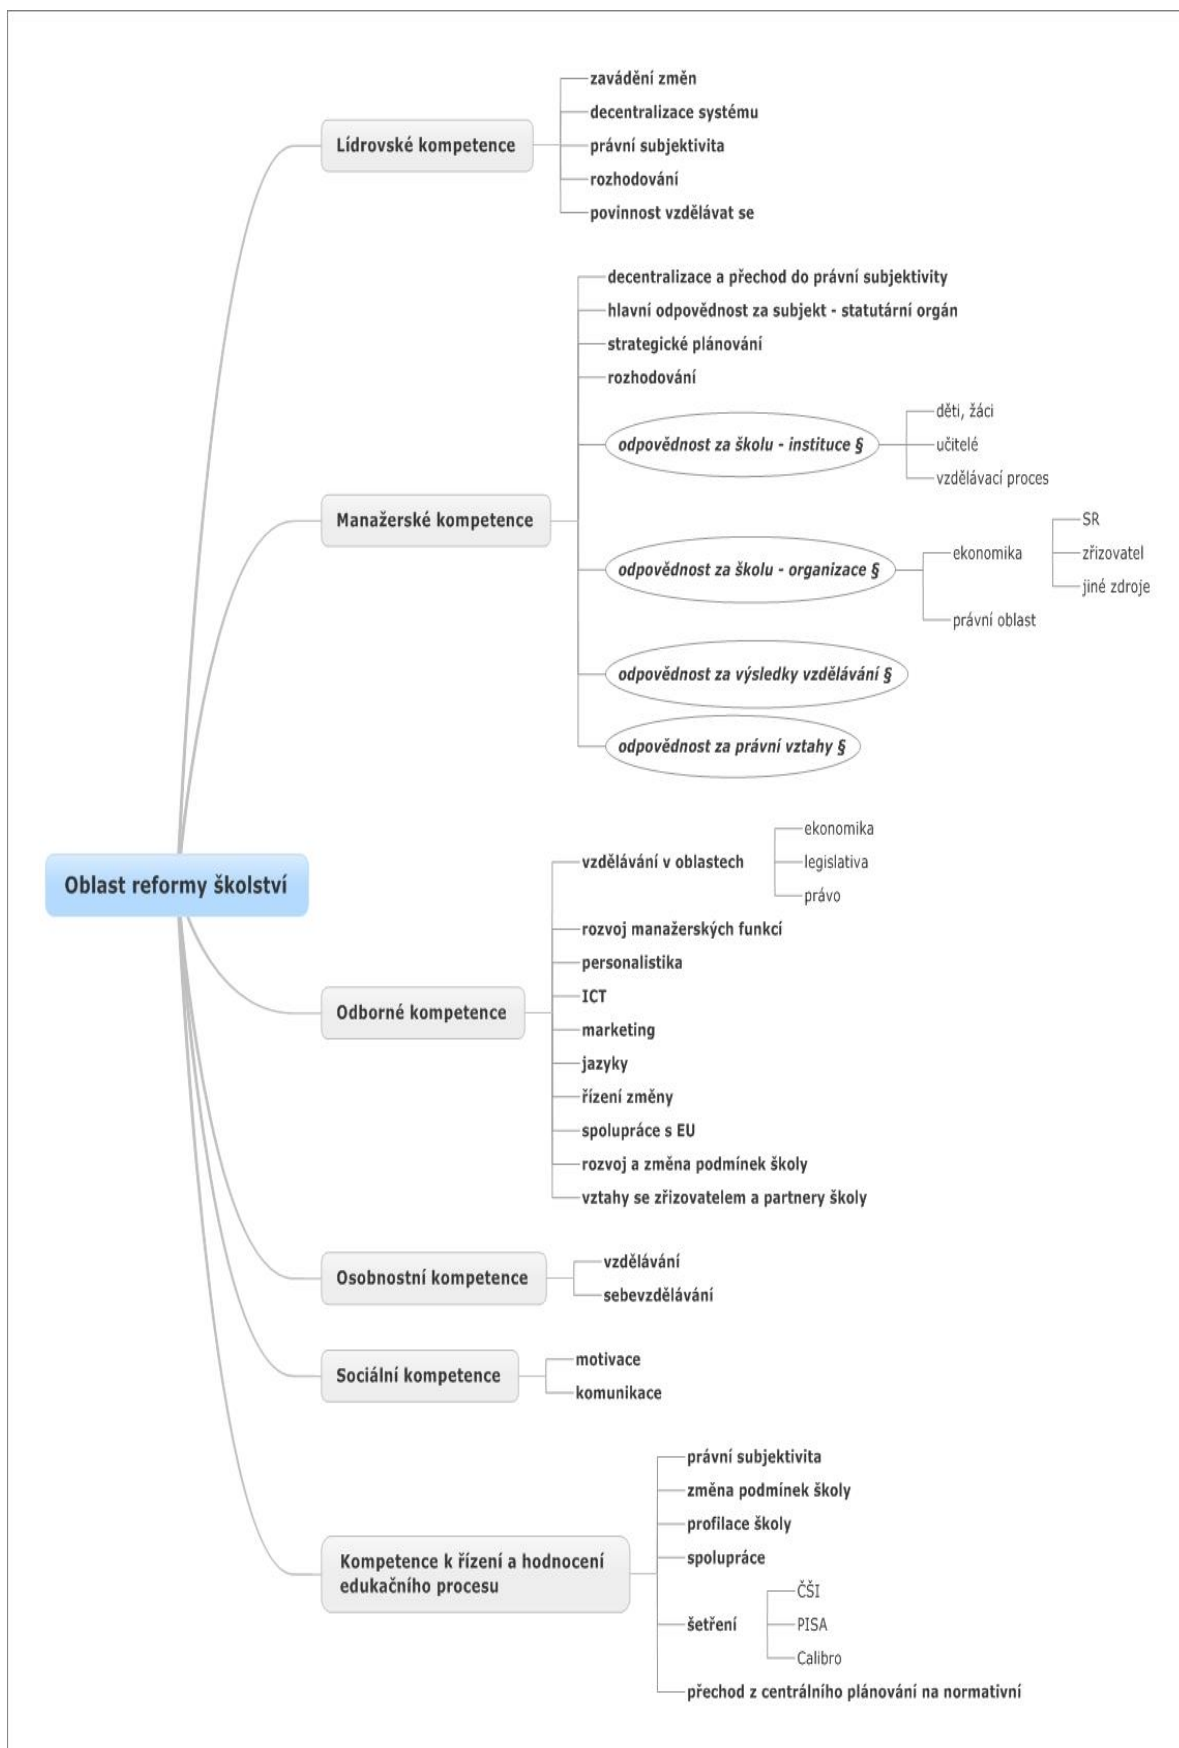 Oblast reformy školství
Lídrovské kompetence
zavádění změn
decentralizace systému
právní subjektivita
rozhodování
povinnost vzdělávat se
Manažerské kompetence
decentralizace a přechod do právní subjektivity
hlavní odpovědnost za subjekt - statutární orgán
strategické plánování
rozhodování
odpovědnost za školu - instituce §
děti, žáci
učitelé
vzdělávací proces
odpovědnost za školu - organizace §
ekonomika
SR
zřizovatel
jiné zdroje
právní oblast
odpovědnost za výsledky vzdělávání §
odpovědnost za právní vztahy §
Odborné kompetence
vzdělávání v oblastech
ekonomika
legislativa
právo
rozvoj manažerských funkcí
personalistika
ICT
marketing
jazyky
řízení změny
spolupráce s EU
rozvoj a změna podmínek školy
vztahy se zřizovatelem a partnery školy
Osobnostní kompetence
vzdělávání
sebevzdělávání
Sociální kompetence
motivace
komunikace
Kompetence k řízení a hodnocení
edukačního procesu
právní subjektivita
změna podmínek školy
profilace školy
spolupráce
šetření
ČŠI
PISA
Calibro
přechod z centrálního plánování na normativní